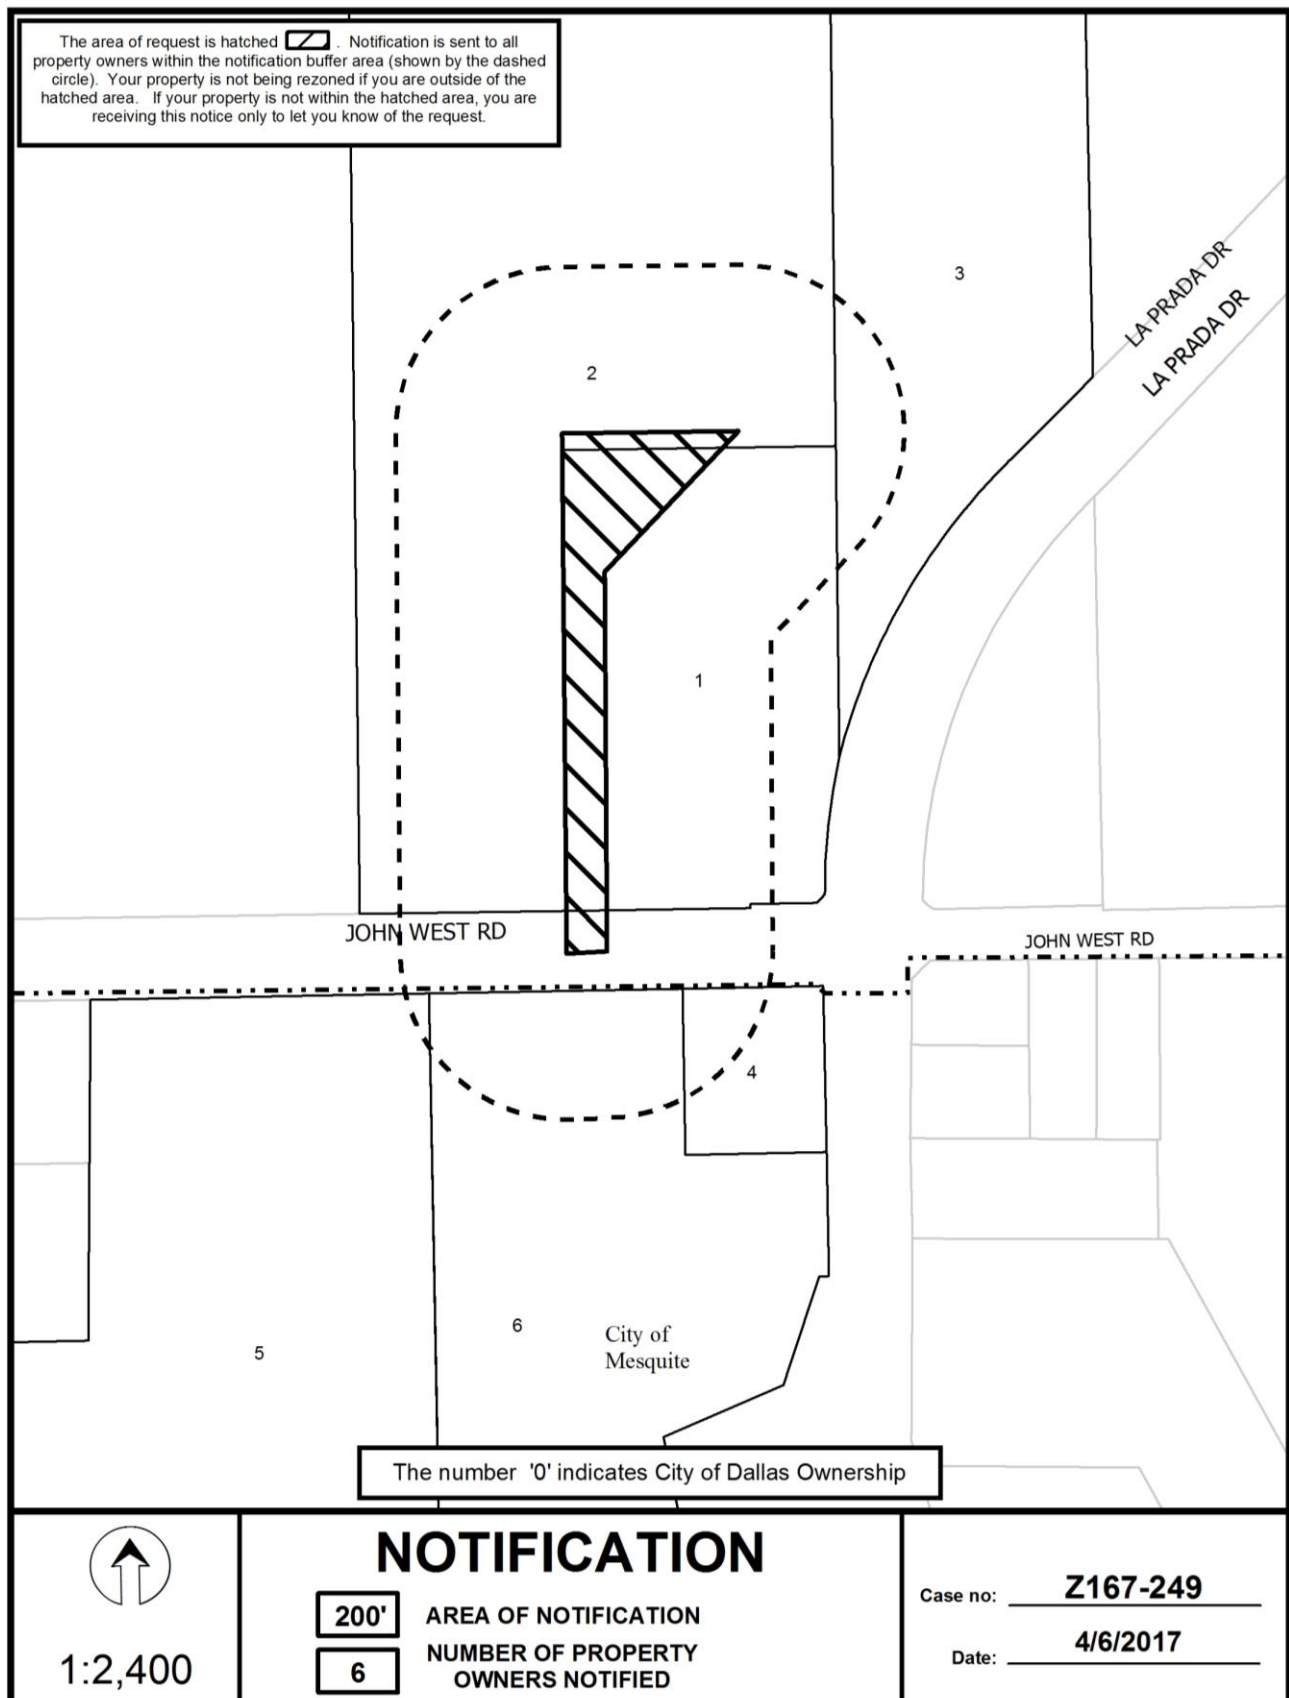 The area of request is hatched . Notification is sent to all
property owners within the notification buffer area (shown by the dashed
circle). Your property is not being rezoned if you are outside of the
hatched area. If your property is not within the hatched area, you are
receiving this notice only to let you know of the request.
3
LA PRADA DR
LA PRADA DR
2
1
JOHN WEST RD
JOHN WEST RD
4
6
City of
Mesquite
5
The number '0' indicates City of Dallas Ownership
1:2,400
NOTIFICATION
200' AREA OF NOTIFICATION
6 NUMBER OF PROPERTY
OWNERS NOTIFIED
Case no: Z167-249
Date: 4/6/2017